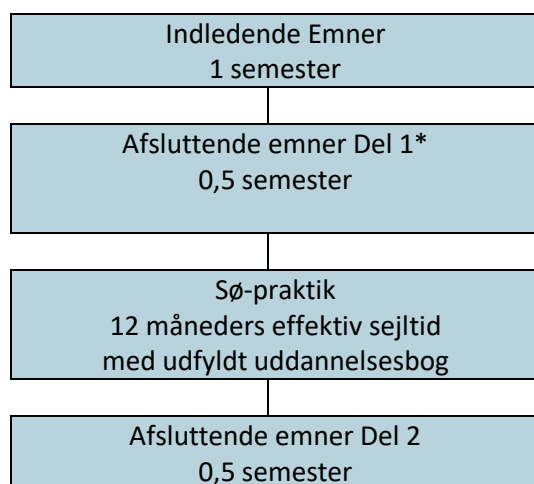 Indledende Emner
1 semester
Afsluttende emner Del 1*
0,5 semester
Sø-praktik
12 måneders effektiv sejltid
med udfyldt uddannelsesbog
Afsluttende emner Del 2
0,5 semester